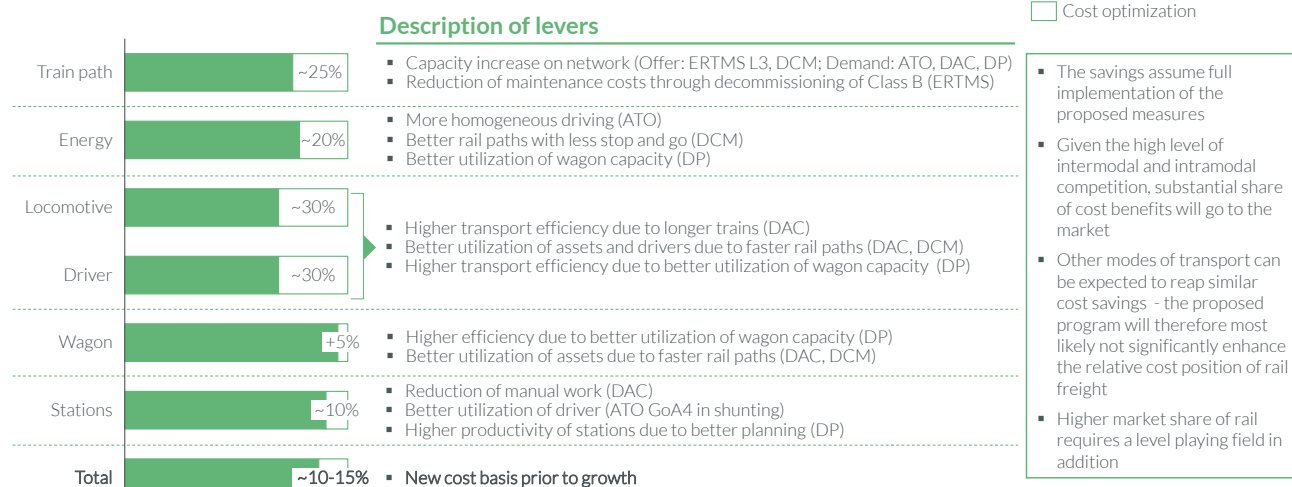 Description of levers
Cost optimization
Train path
~25%
▪ Capacity increase on network (Offer: ERTMS L3, DCM; Demand: ATO, DAC, DP)
▪ Reduction of maintenance costs through decommissioning of Class B (ERTMS)
Energy
~20%
▪ More homogeneous driving (ATO)
▪ Better rail paths with less stop and go (DCM)
▪ Better utilization of wagon capacity (DP)
Locomotive
~30%
Driver
~30%
▪ Higher transport efficiency due to longer trains (DAC)
▪ Better utilization of assets and drivers due to faster rail paths (DAC, DCM)
▪ Higher transport efficiency due to better utilization of wagon capacity (DP)
Wagon
+5%
▪ Higher efficiency due to better utilization of wagon capacity (DP)
▪ Better utilization of assets due to faster rail paths (DAC, DCM)
Stations
~10%
▪ Reduction of manual work (DAC)
▪ Better utilization of driver (ATO GoA4 in shunting)
▪ Higher productivity of stations due to better planning (DP)
Total
~10-15%
▪ New cost basis prior to growth
▪ The savings assume full
implementation of the
proposed measures
▪ Given the high level of
intermodal and intramodal
competition, substantial share
of cost benefits will go to the
market
▪ Other modes of transport can
be expected to reap similar
cost savings - the proposed
program will therefore most
likely not significantly enhance
the relative cost position of rail
freight
▪ Higher market share of rail
requires a level playing field in
addition